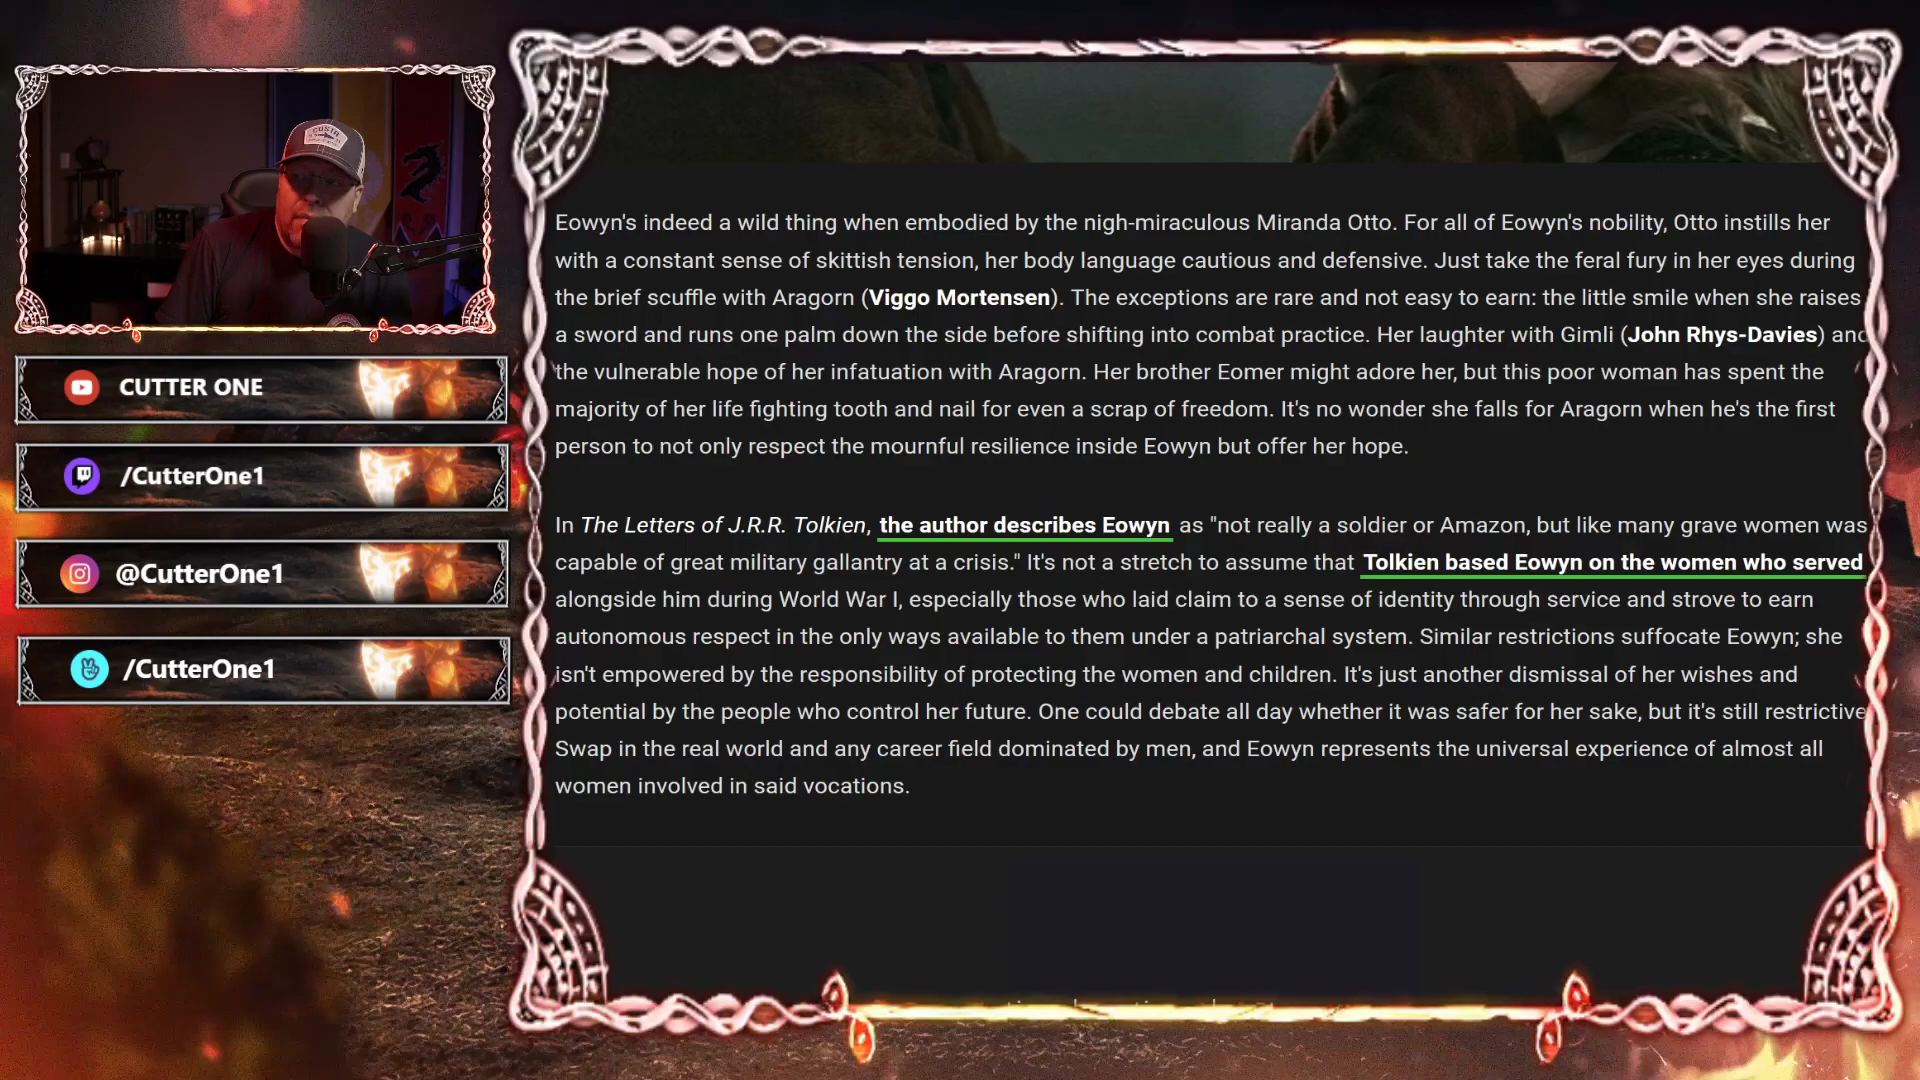 CUSTR
CUTTER ONE
/CutterOne1
@CutterOne1
/CutterOne1
Eowyn's indeed a wild thing when embodied by the nigh-miraculous Miranda Otto. For all of Eowyn's nobility, Otto instills her
with a constant sense of skittish tension, her body language cautious and defensive. Just take the feral fury in her eyes during
the brief scuffle with Aragorn (Viggo Mortensen). The exceptions are rare and not easy to earn: the little smile when she raises
a sword and runs one palm down the side before shifting into combat practice. Her laughter with Gimli (John Rhys-Davies) and
the vulnerable hope of her infatuation with Aragorn. Her brother Eomer might adore her, but this poor woman has spent the
majority of her life fighting tooth and nail for even a scrap of freedom. It's no wonder she falls for Aragorn when he's the first
person to not only respect the mournful resilience inside Eowyn but offer her hope.
In The Letters of J.R.R. Tolkien, the author describes Eowyn as "not really a soldier or Amazon, but like many grave women was
capable of great military gallantry at a crisis." It's not a stretch to assume that Tolkien based Eowyn on the women who served
alongside him during World War I, especially those who laid claim to a sense of identity through service and strove to earn
autonomous respect in the only ways available to them under a patriarchal system. Similar restrictions suffocate Eowyn; she
isn't empowered by the responsibility of protecting the women and children. It's just another dismissal of her wishes and
potential by the people who control her future. One could debate all day whether it was safer for her sake, but it's still restrictive
Swap in the real world and any career field dominated by men, and Eowyn represents the universal experience of almost all
women involved in said vocations.